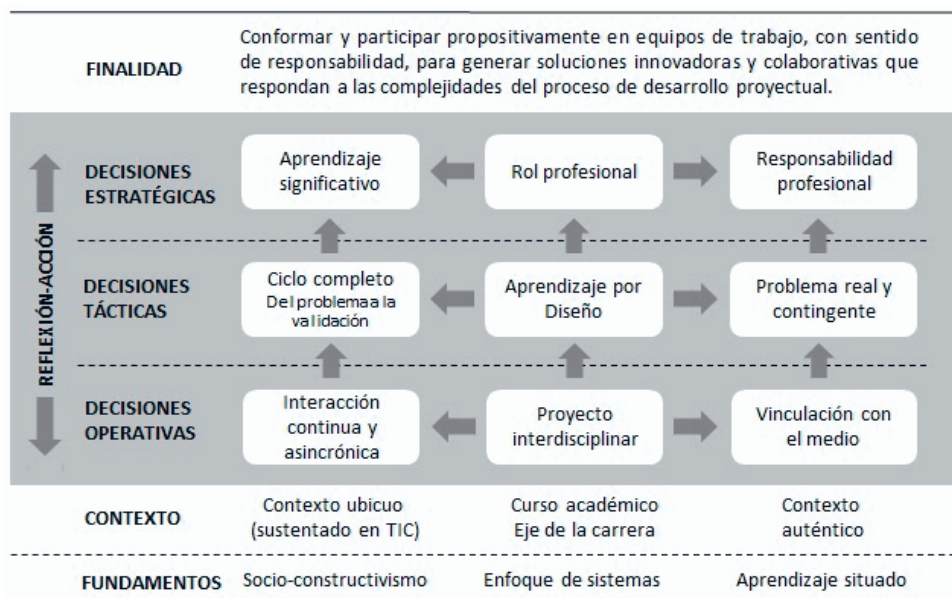 FINALIDAD
Conformar y participar propositivamente en equipos de trabajo, con sentido
de responsabilidad, para generar soluciones innovadoras y colaborativas que
respondan a las complejidades del proceso de desarrollo proyectual.
REFLEXIÓN-ACCIÓN
DECISIONES
ESTRATÉGICAS
Aprendizaje
significativo
Rol profesional
Responsabilidad
profesional
DECISIONES
TÁCTICAS
Ciclo completo
Del problema a la
validación
Aprendizaje por
Diseño
Problema real y
contingente
DECISIONES
OPERATIVAS
Interacción
continua y
asincrónica
Proyecto
interdisciplinar
Vinculación con
el medio
CONTEXTO
Contexto ubicuo
(sustentado en TIC)
Curso académico
Eje de la carrera
Contexto
auténtico
FUNDAMENTOS
Socio-constructivismo
Enfoque de sistemas
Aprendizaje situado